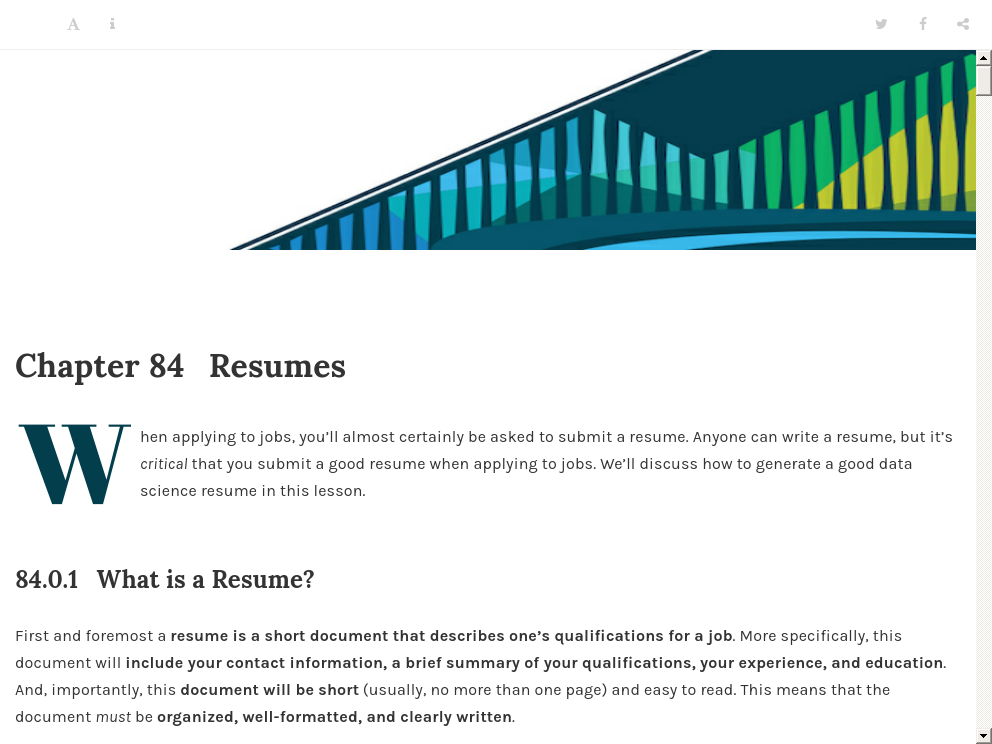 Chapter 84 Resumes
When applying to jobs, you’ll almost certainly be asked to submit a resume. Anyone can write a resume, but it’s
critical that you submit a good resume when applying to jobs. We’ll discuss how to generate a good data
science resume in this lesson.
84.0.1 What is a Resume?
First and foremost a resume is a short document that describes one’s qualifications for a job. More specifically, this
document will include your contact information, a brief summary of your qualifications, your experience, and education.
And, importantly, this document will be short (usually, no more than one page) and easy to read. This means that the
document must be organized, well-formatted, and clearly written.